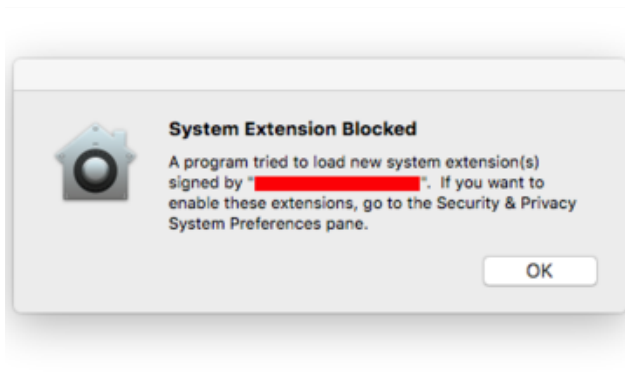 System Extension Blocked
A program tried to load new system extension(s)
signed by "". If you want to
enable these extensions, go to the Security & Privacy
System Preferences pane.
OK